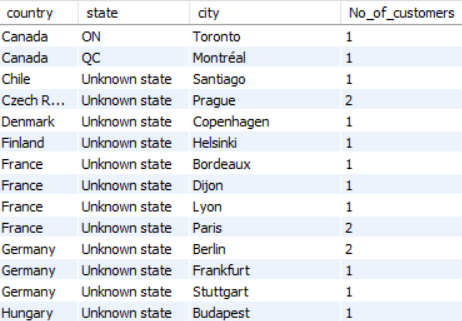 country state city No_of_customers
Canada ON Toronto 1
Canada QC Montréal 1
Chile Unknown state Santiago 1
Czech R... Unknown state Prague 2
Denmark Unknown state Copenhagen 1
Finland Unknown state Helsinki 1
France Unknown state Bordeaux 1
France Unknown state Dijon 1
France Unknown state Lyon 1
France Unknown state Paris 2
Germany Unknown state Berlin 2
Germany Unknown state Frankfurt 1
Germany Unknown state Stuttgart 1
Hungary Unknown state Budapest 1